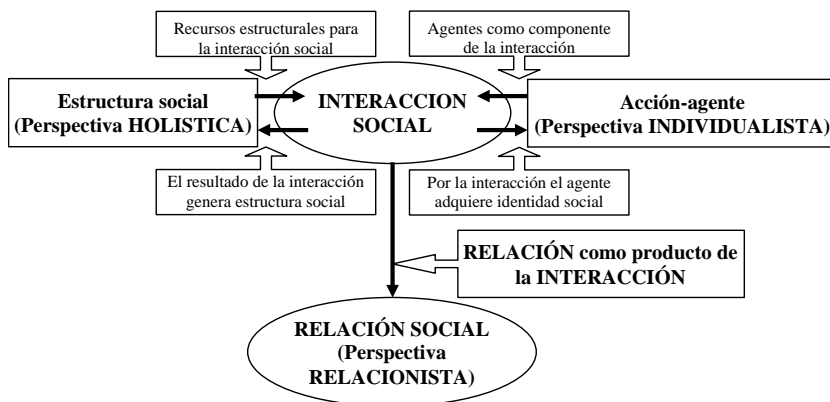 Recursos estructurales para
la interacción social
Agentes como componente
de la interacción
Estructura social
(Perspectiva HOLISTICA)
INTERACCION
SOCIAL
Acción-agente
(Perspectiva INDIVIDUALISTA)
El resultado de la interacción
genera estructura social
Por la interacción el agente
adquiere identidad social
RELACIÓN como producto de
la INTERACCIÓN
RELACIÓN SOCIAL
(Perspectiva
RELACIONISTA)